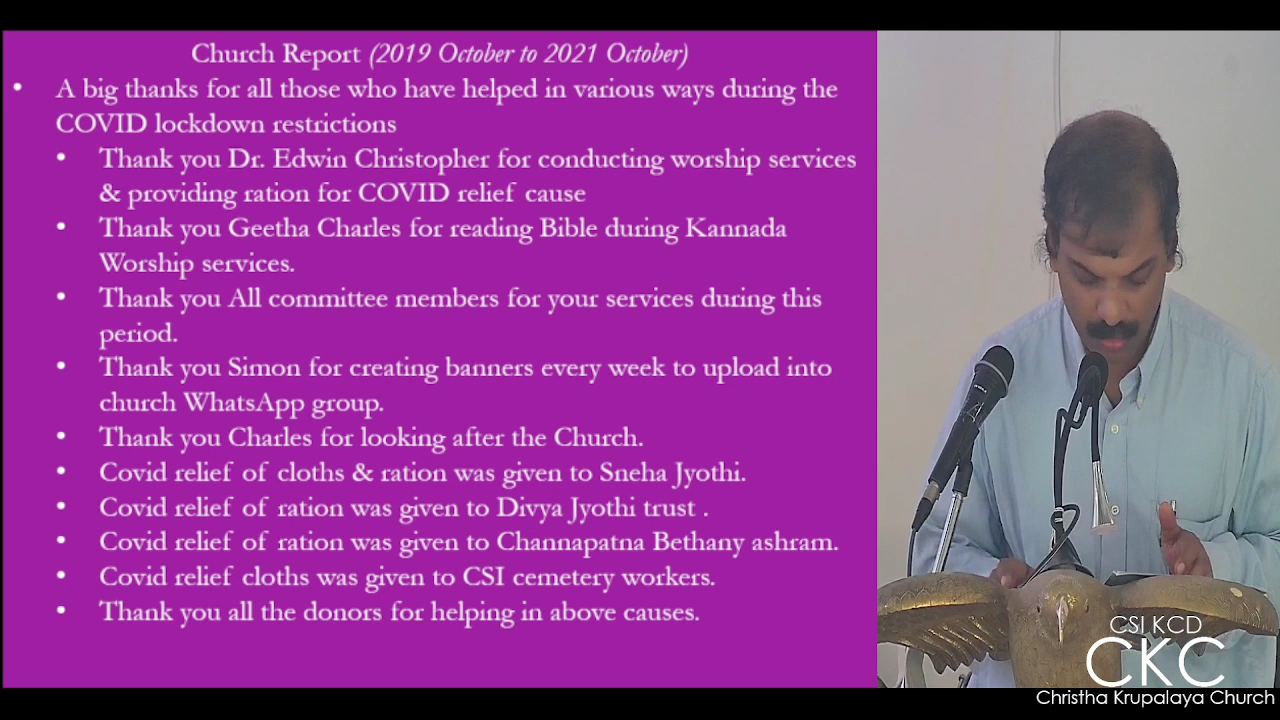 Church Report (2019 October to 2021 October)
• A big thanks for all those who have helped in various ways during the
COVID lockdown restrictions
• Thank you Dr. Edwin Christopher for conducting worship services
& providing ration for COVID relief cause
• Thank you Geetha Charles for reading Bible during Kannada
Worship services.
• Thank you All committee members for your services during this
period.
• Thank you Simon for creating banners every week to upload into
church WhatsApp group.
• Thank you Charles for looking after the Church.
• Covid relief of cloths & ration was given to Sneha Jyothi.
• Covid relief of ration was given to Divya Jyothi trust .
• Covid relief of ration was given to Channapatna Bethany ashram.
• Covid relief cloths was given to CSI cemetery workers.
• Thank you all the donors for helping in above causes.
CSI KCD
CKC
Christha Krupalaya Church